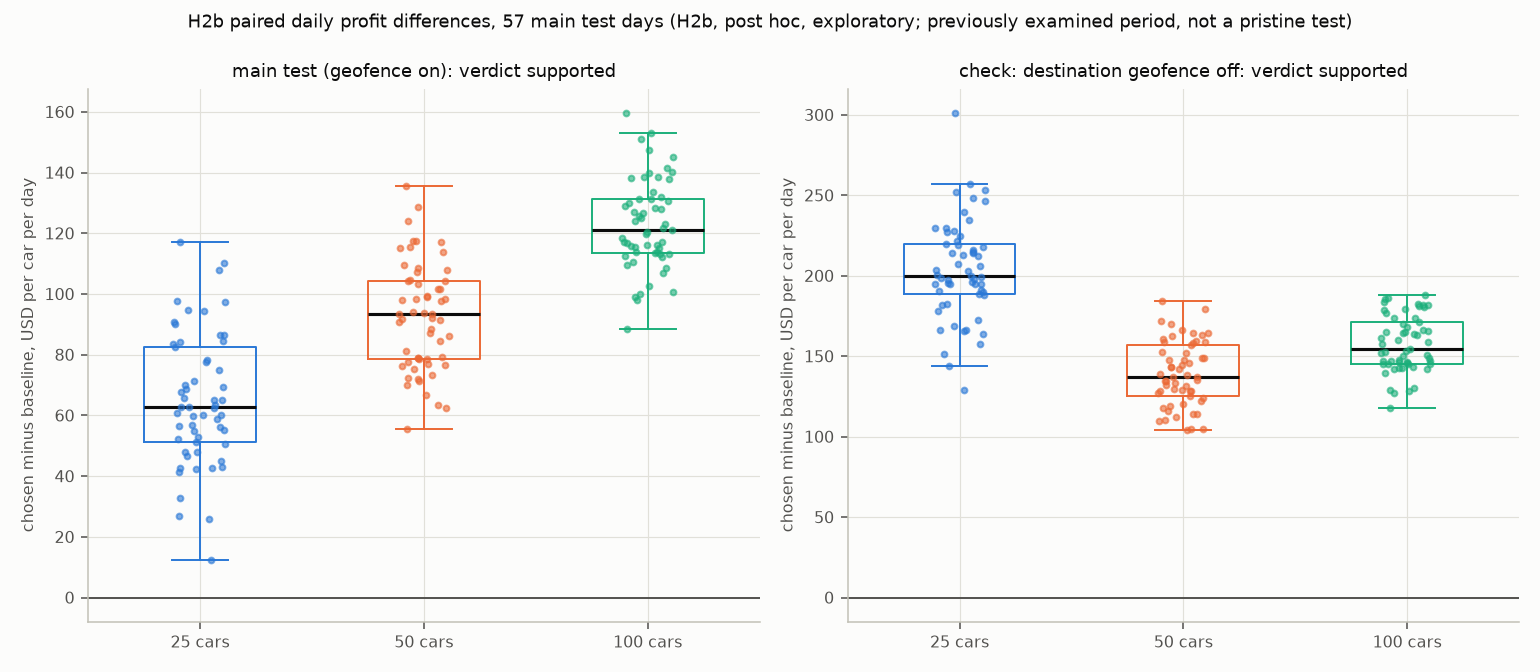 H2b paired daily profit differences, 57 main test days (H2b, post hoc, exploratory; previously examined period, not a pristine test)
main test (geofence on): verdict supported
chosen minus baseline, USD per car per day
160
140
120
100
80
60
40
20
0
25 cars
50 cars
100 cars
check: destination geofence off: verdict supported
chosen minus baseline, USD per car per day
300
250
200
150
100
50
0
25 cars
50 cars
100 cars